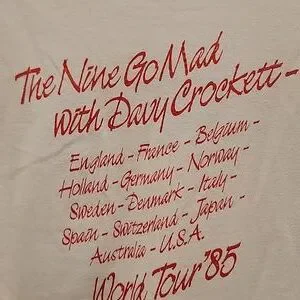 The Nine Go Mad
with Davy Crockett -
England - France - Belgium -
Holland - Germany - Norway -
Sweden - Denmark - Italy -
Spain - Switzerland - Japan -
Australia - U.S.A.
World Tour '85